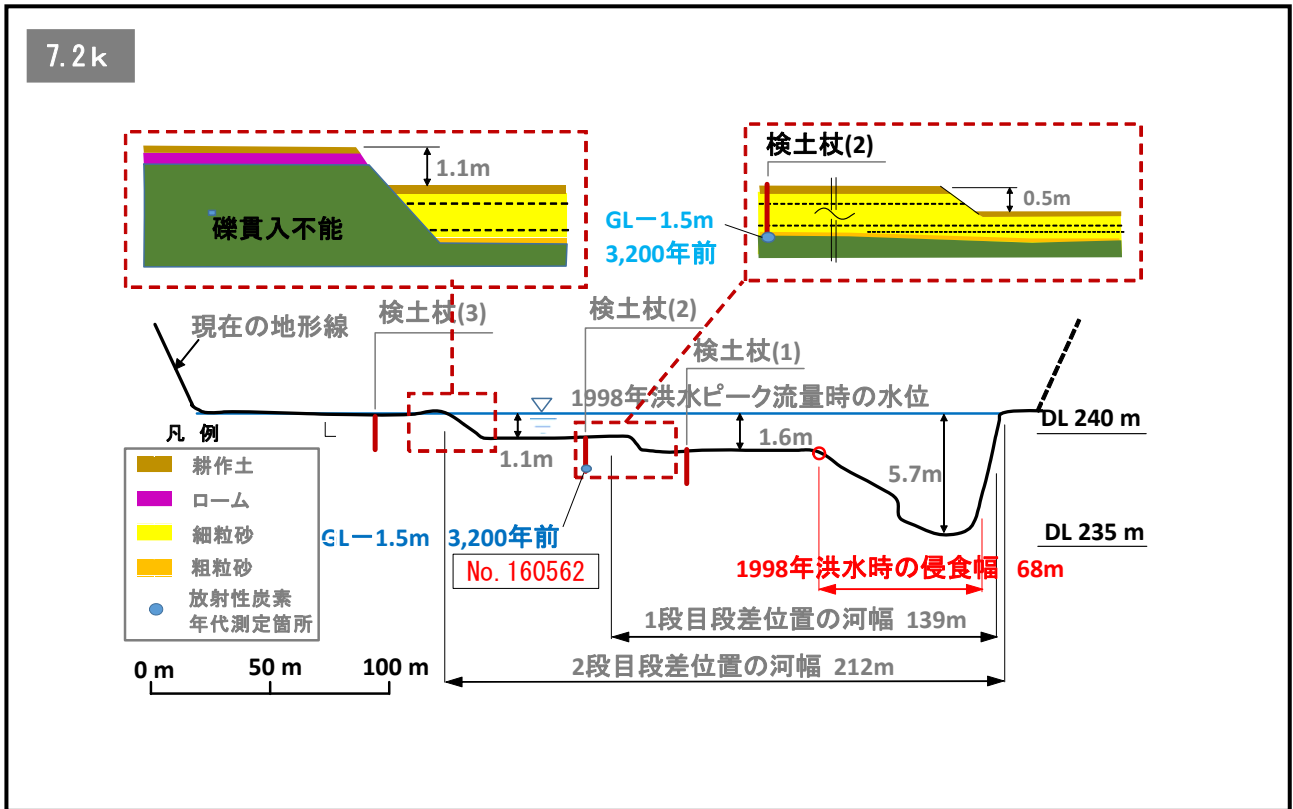 7.2k
1.1m
礫貫入不能
検土杖(2)
0.5m
GL－1.5m
3,200年前
現在の地形線
検土杖(3)
検土杖(2)
検土杖(1)
1998年洪水ピーク流量時の水位
DL 240 m
1.1m
1.6m
5.7m
DL 235 m
凡 例
耕作土
ローム
細粒砂
粗粒砂
放射性炭素
年代測定箇所
GL－1.5m 3,200年前
No.160562
1998年洪水時の侵食幅 68m
1段目段差位置の河幅 139m
2段目段差位置の河幅 212m
0 m 50 m 100 m